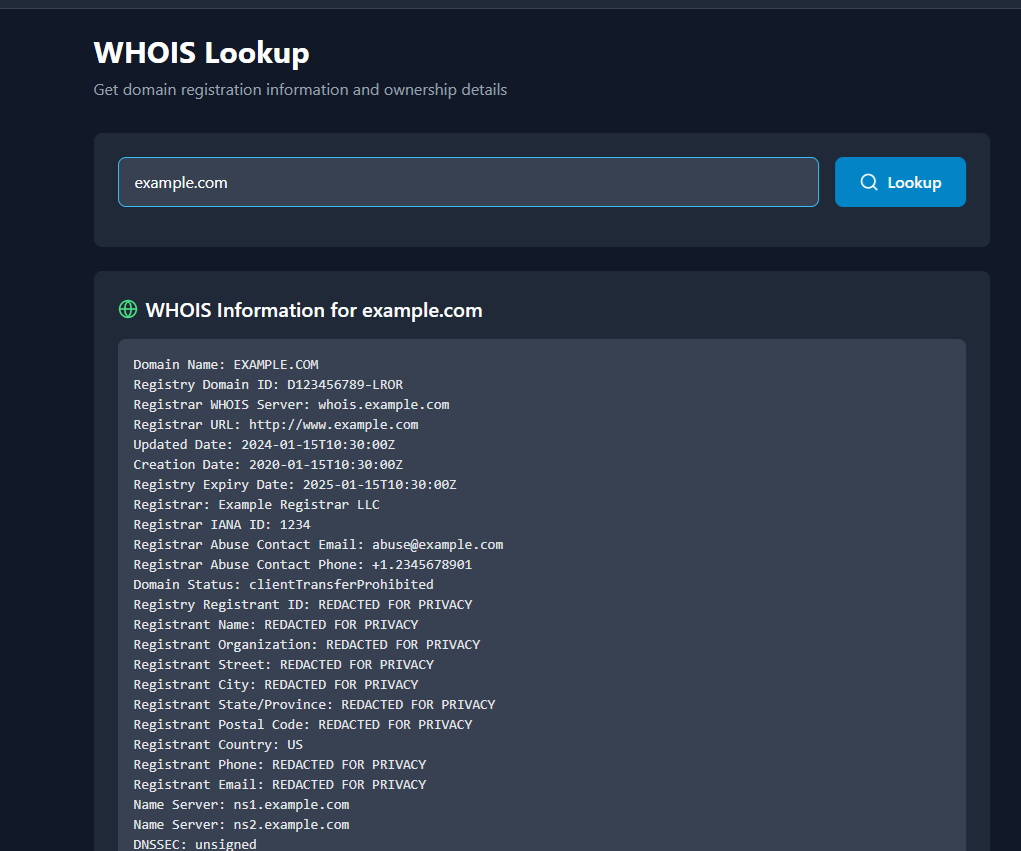 WHOIS Lookup
Get domain registration information and ownership details
example.com
Lookup
WHOIS Information for example.com
Domain Name: EXAMPLE.COM
Registry Domain ID: D123456789-LROR
Registrar WHOIS Server: whois.example.com
Registrar URL: http://www.example.com
Updated Date: 2024-01-15T10:30:00Z
Creation Date: 2020-01-15T10:30:00Z
Registry Expiry Date: 2025-01-15T10:30:00Z
Registrar: Example Registrar LLC
Registrar IANA ID: 1234
Registrar Abuse Contact Email: abuse@example.com
Registrar Abuse Contact Phone: +1.2345678901
Domain Status: clientTransferProhibited
Registry Registrant ID: REDACTED FOR PRIVACY
Registrant Name: REDACTED FOR PRIVACY
Registrant Organization: REDACTED FOR PRIVACY
Registrant Street: REDACTED FOR PRIVACY
Registrant City: REDACTED FOR PRIVACY
Registrant State/Province: REDACTED FOR PRIVACY
Registrant Postal Code: REDACTED FOR PRIVACY
Registrant Country: US
Registrant Phone: REDACTED FOR PRIVACY
Registrant Email: REDACTED FOR PRIVACY
Name Server: ns1.example.com
Name Server: ns2.example.com
DNSSEC: unsigned